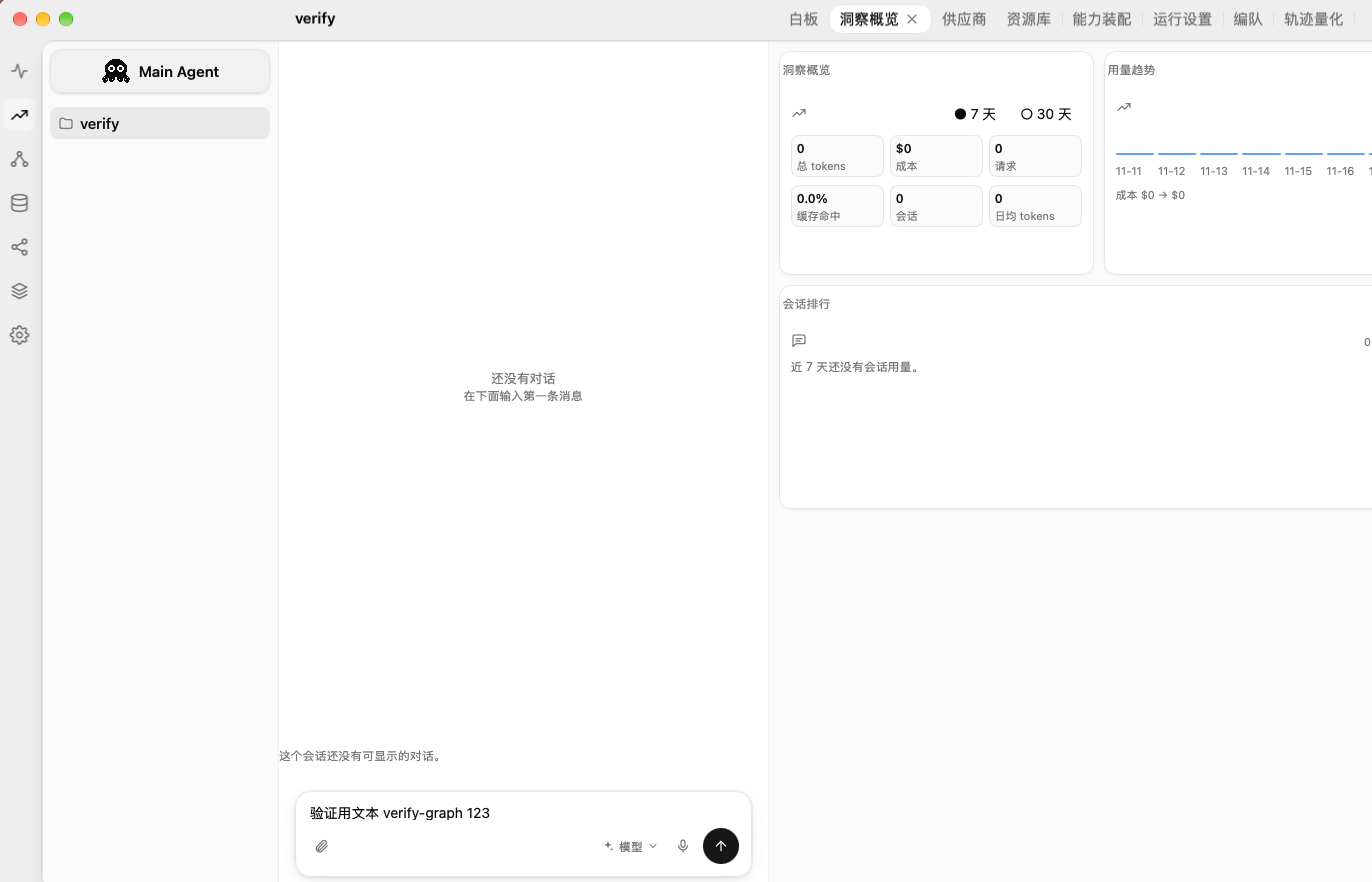 verify
白板 洞察概览 供应商 资源库 能力装配 运行设置 编队 轨迹量化
Main Agent
verify
还没有对话
在下面输入第一条消息
这个会话还没有可显示的对话。
验证用文本 verify-graph 123
模型
洞察概览
7 天 30 天
0 $0 0
总 tokens 成本 请求
0.0% 0 0
缓存命中 会话 日均 tokens
用量趋势
11-11 11-12 11-13 11-14 11-15 11-16
成本 $0 → $0
会话排行
0
近 7 天还没有会话用量。